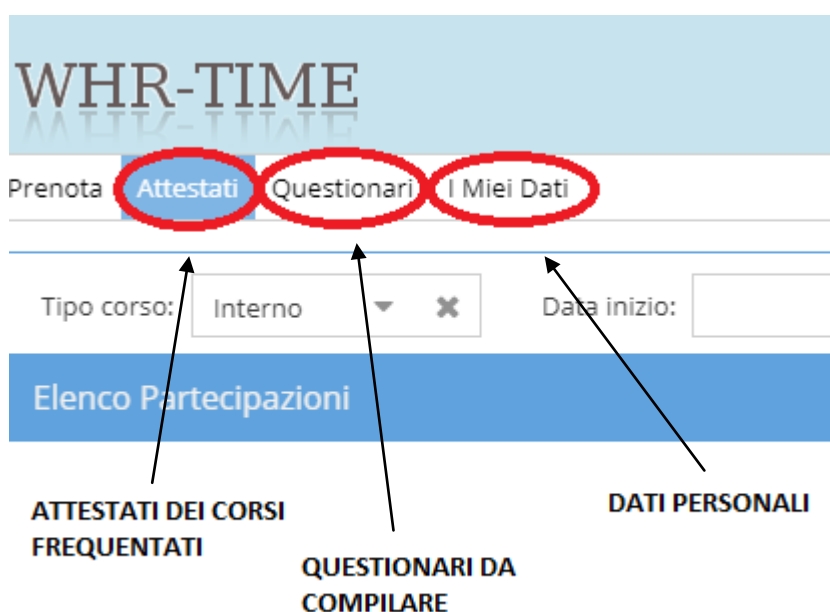 WHR-TIME
Prenota Attestati Questionari I Miei Dati
Tipo corso: Interno Data inizio:
Elenco Partecipazioni
ATTESTATI DEI CORSI
FREQUENTATI
DATI PERSONALI
QUESTIONARI DA
COMPILARE